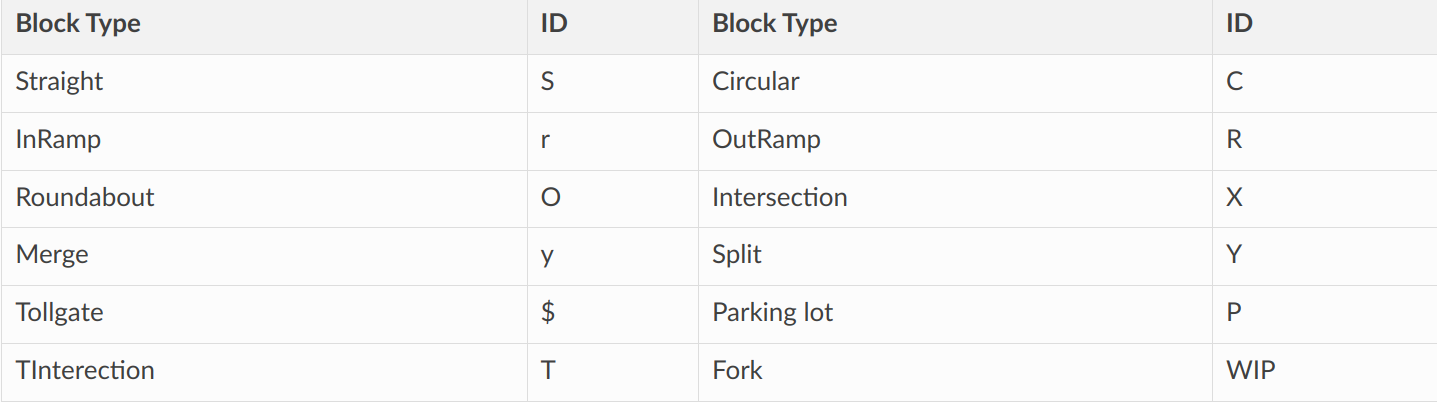 Block Type ID Block Type ID
Straight S Circular C
InRamp r OutRamp R
Roundabout O Intersection X
Merge y Split Y
Tollgate $ Parking lot P
TInterection T Fork WIP